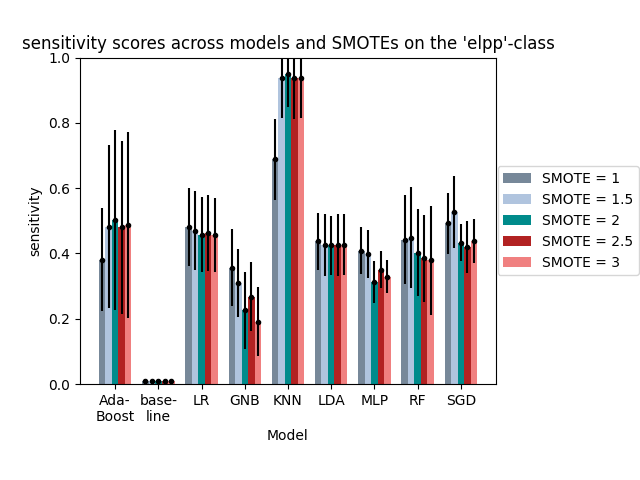 sensitivity scores across models and SMOTEs on the 'elpp'-class
1.0
0.8
0.6
0.4
0.2
0.0
sensitivity
Ada-
Boost
base-
line
LR
GNB
KNN
LDA
MLP
RF
SGD
Model
SMOTE = 1
SMOTE = 1.5
SMOTE = 2
SMOTE = 2.5
SMOTE = 3